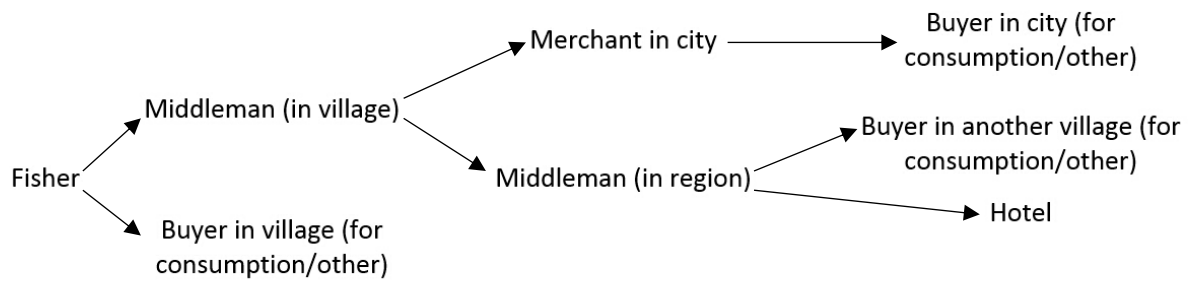 Buyer in city (for
consumption/other)
Merchant in city
Middleman (in village)
Buyer in another village (for
consumption/other)
Fisher
Middleman (in region)
Hotel
Buyer in village (for
consumption/other)